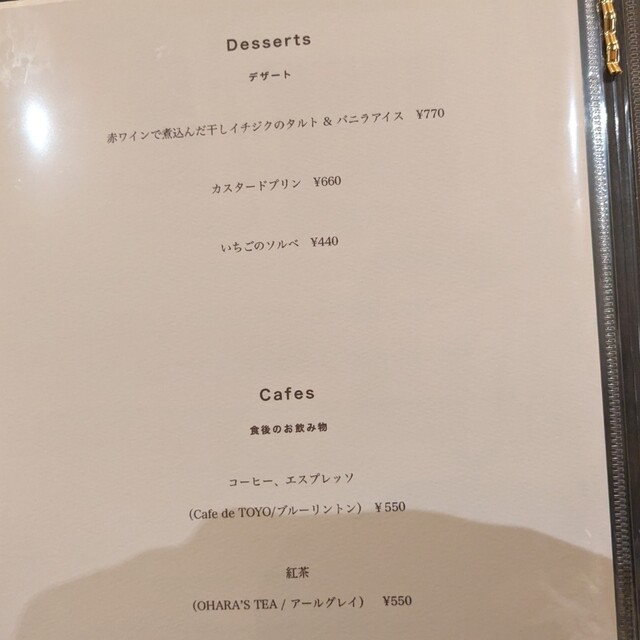 Desserts
デザート
赤ワインで煮込んだ干しイチジクのタルト & バニラアイス ¥770
カスタードプリン ¥660
いちごのソルベ ¥440
Cafes
食後のお飲み物
コーヒー、エスプレッソ
(Cafe de TOYO/ブルーリントン) ¥550
紅茶
(OHARA'S TEA / アールグレイ) ¥550